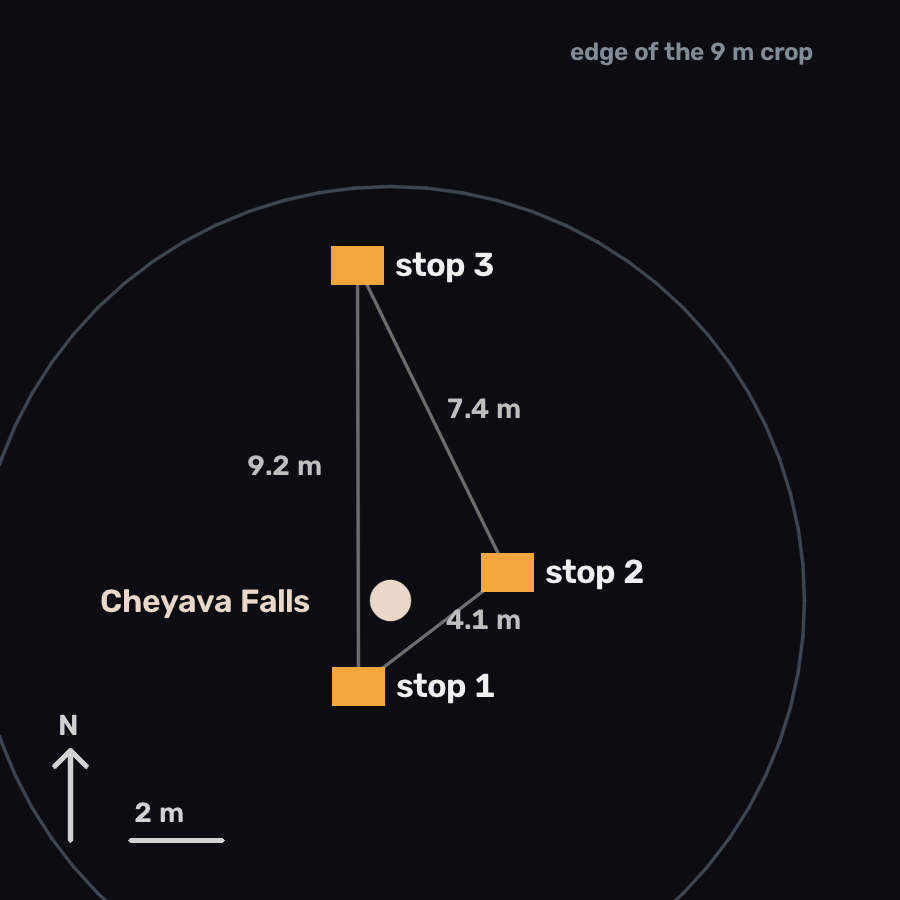 edge of the 9 m crop
stop 3
7.4 m
9.2 m
stop 2
Cheyava Falls
4.1 m
stop 1
N
2 m